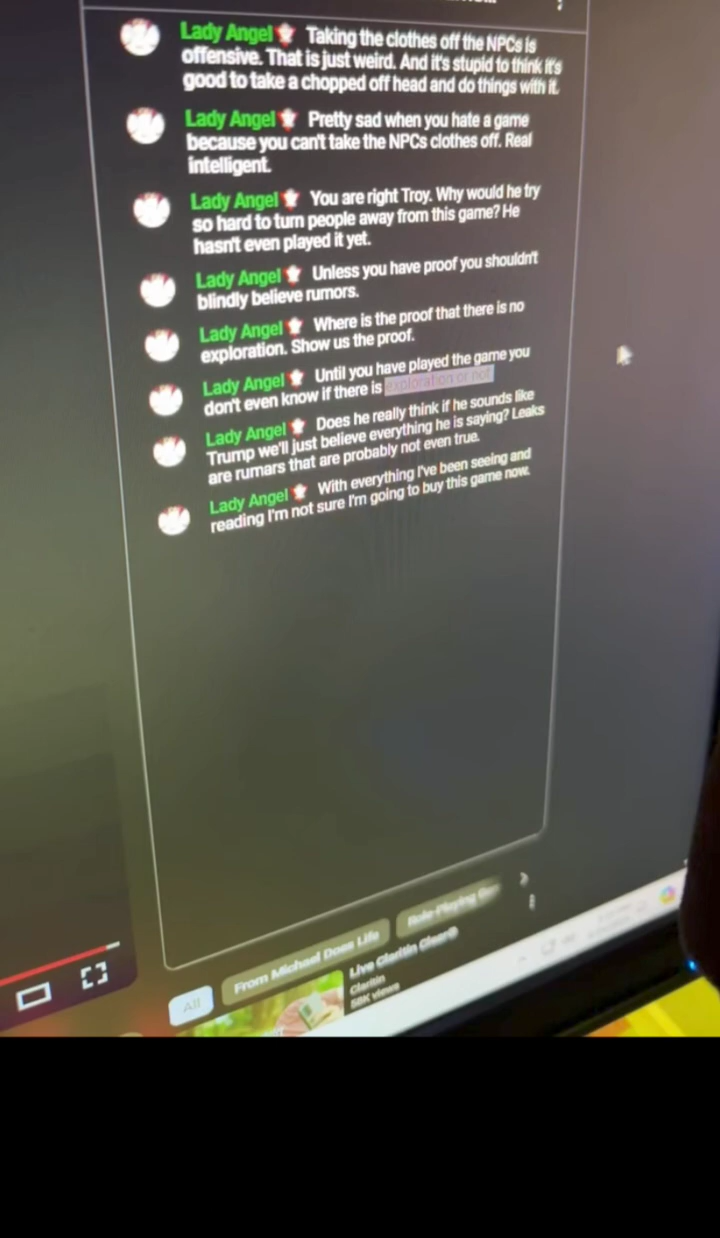 Lady Angel Taking the clothes off the NPCs is
offensive. That is just weird. And it's stupid to think it's
good to take a chopped off head and do things with it.
Lady Angel Pretty sad when you hate a game
because you can't take the NPCs clothes off. Real
intelligent.
Lady Angel You are right Troy. Why would he try
so hard to turn people away from this game? He
hasn't even played it yet.
Lady Angel Unless you have proof you shouldn't
blindly believe rumors.
Lady Angel Where is the proof that there is no
exploration. Show us the proof.
Lady Angel Until you have played the game you
don't even know if there is exploration or not
Lady Angel Does he really think if he sounds like
Trump we'll just believe everything he is saying? Leaks
are rumars that are probably not even true.
Lady Angel With everything I've been seeing and
reading I'm not sure I'm going to buy this game now.
All
From Michael Does Life
Role-Playing
Live Claritin Clear®
Claritin
58K views